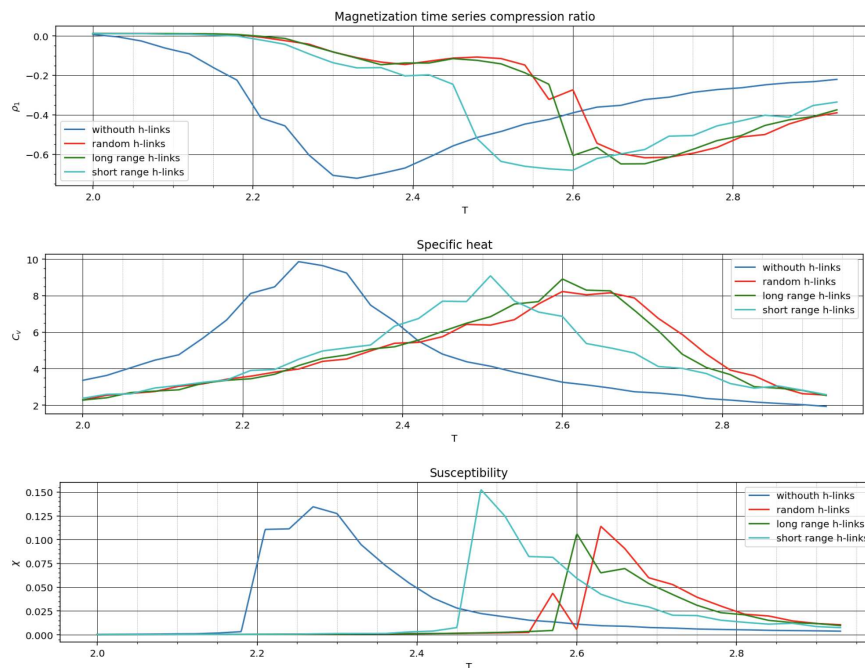 Magnetization time series compression ratio
0.0
−0.2
−0.4
−0.6
ρ1
withouth h-links
random h-links
long range h-links
short range h-links
2.0 2.2 2.4 2.6 2.8
T
Specific heat
10
8
6
4
2
Cv
withouth h-links
random h-links
long range h-links
short range h-links
2.0 2.2 2.4 2.6 2.8
T
Susceptibility
0.150
0.125
0.100
0.075
0.050
0.025
0.000
χ
withouth h-links
random h-links
long range h-links
short range h-links
2.0 2.2 2.4 2.6 2.8
T